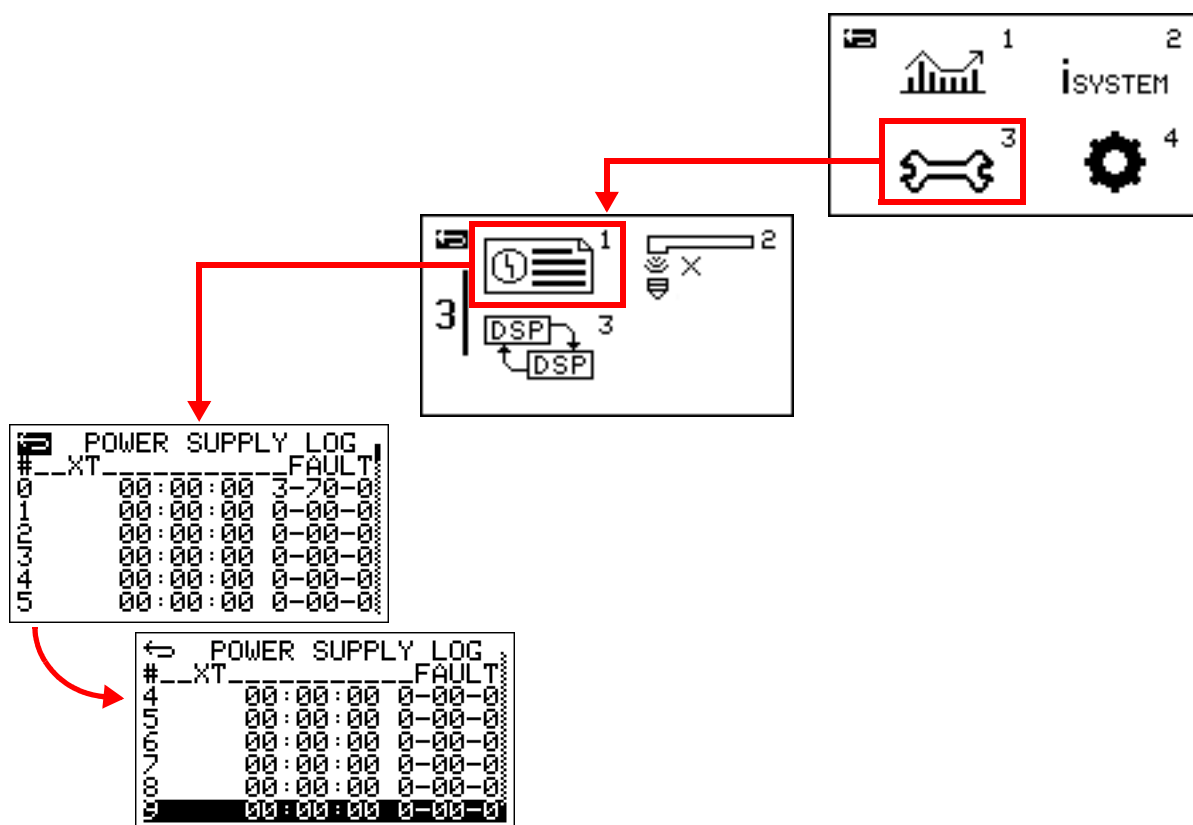 1 2
iSYSTEM
3 4
1 2
3
3
DSP
DSP
POWER SUPPLY LOG
#__XT____________FAULT
0 00:00:00 3-70-0
1 00:00:00 0-00-0
2 00:00:00 0-00-0
3 00:00:00 0-00-0
4 00:00:00 0-00-0
5 00:00:00 0-00-0
POWER SUPPLY LOG
#__XT____________FAULT
4 00:00:00 0-00-0
5 00:00:00 0-00-0
6 00:00:00 0-00-0
7 00:00:00 0-00-0
8 00:00:00 0-00-0
9 00:00:00 0-00-0